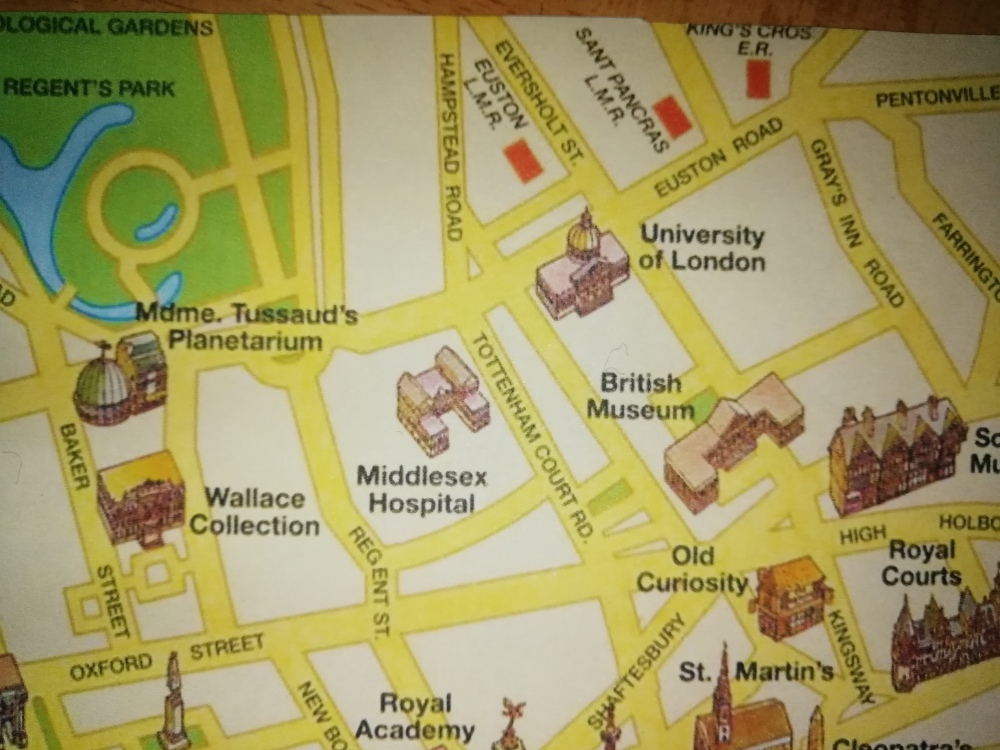 OLOGICAL GARDENS
REGENT'S PARK
HAMPSTEAD ROAD
EVERSHOLT ST.
EUSTON
L.M.R.
SANT PANCRAS
L.M.R.
KING'S CROS
E.R.
PENTONVILLE
EUSTON ROAD
GRAY'S INN ROAD
FARRINGT
University
of London
AD
Mdme. Tussaud's
Planetarium
TOTTENHAM COURT RD.
British
Museum
BAKER
STREET
Middlesex
Hospital
Wallace
Collection
Sc
Mu
REGENT ST.
HIGH
HOLBO
Old
Curiosity
Royal
Courts
KINGSWAY
OXFORD STREET
SHAFTESBURY
St. Martin's
NEW BO
Royal
Academy
Cleopatra's